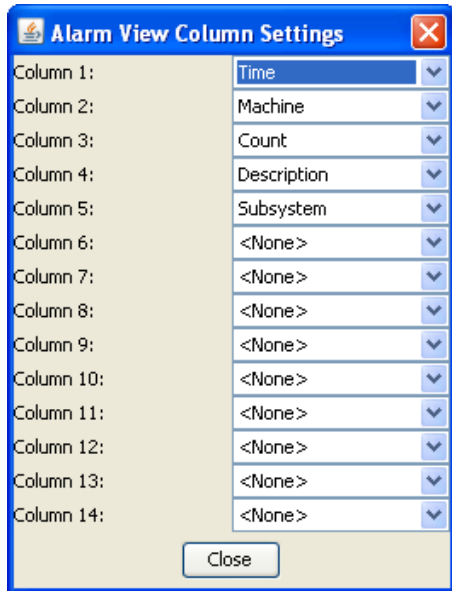 Alarm View Column Settings
Column 1: Time
Column 2: Machine
Column 3: Count
Column 4: Description
Column 5: Subsystem
Column 6: <None>
Column 7: <None>
Column 8: <None>
Column 9: <None>
Column 10: <None>
Column 11: <None>
Column 12: <None>
Column 13: <None>
Column 14: <None>
Close